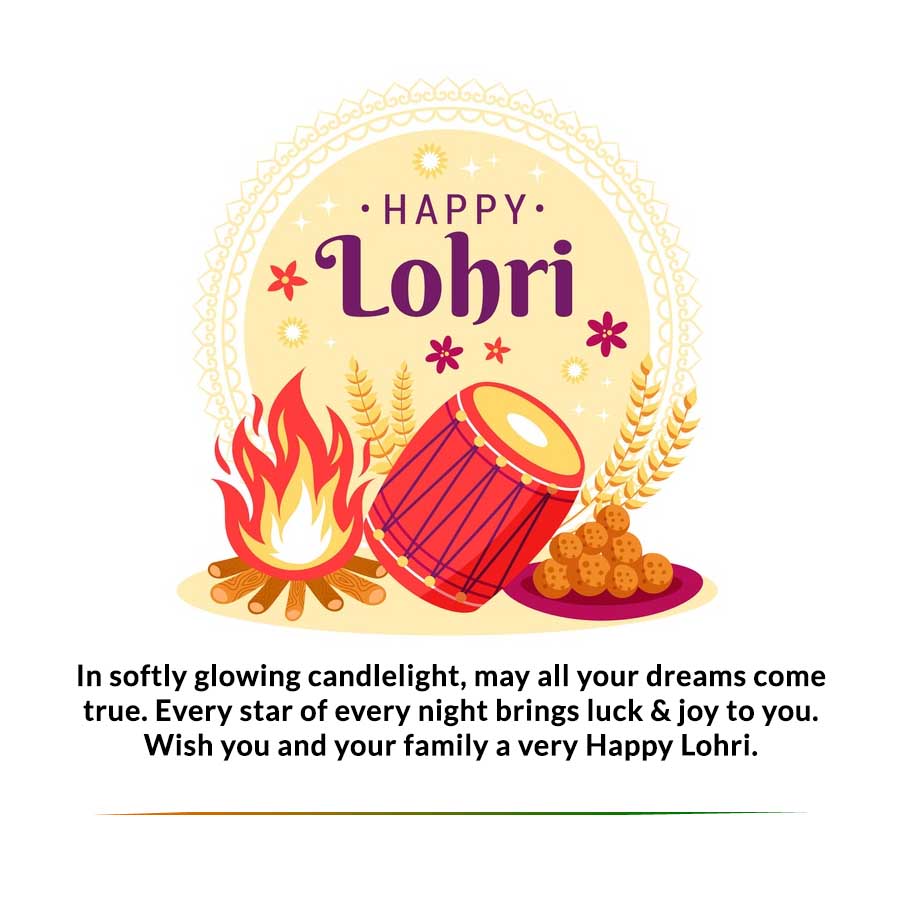 • HAPPY •
Lohri
In softly glowing candlelight, may all your dreams come
true. Every star of every night brings luck & joy to you.
Wish you and your family a very Happy Lohri.